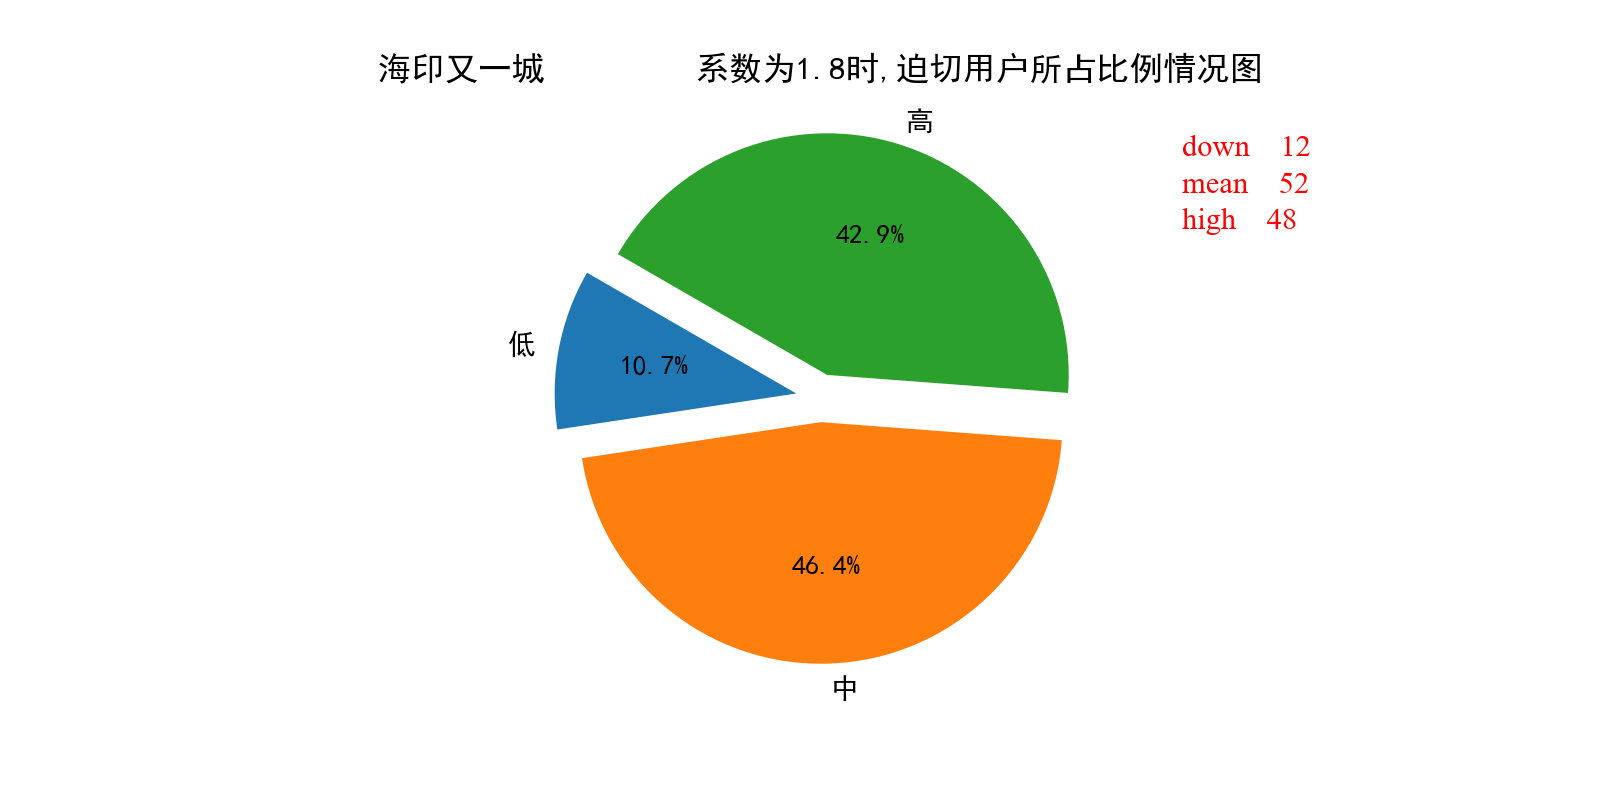 海印又一城 系数为1.8时,迫切用户所占比例情况图
高
down 12
mean 52
high 48
42.9%
低
10.7%
46.4%
中